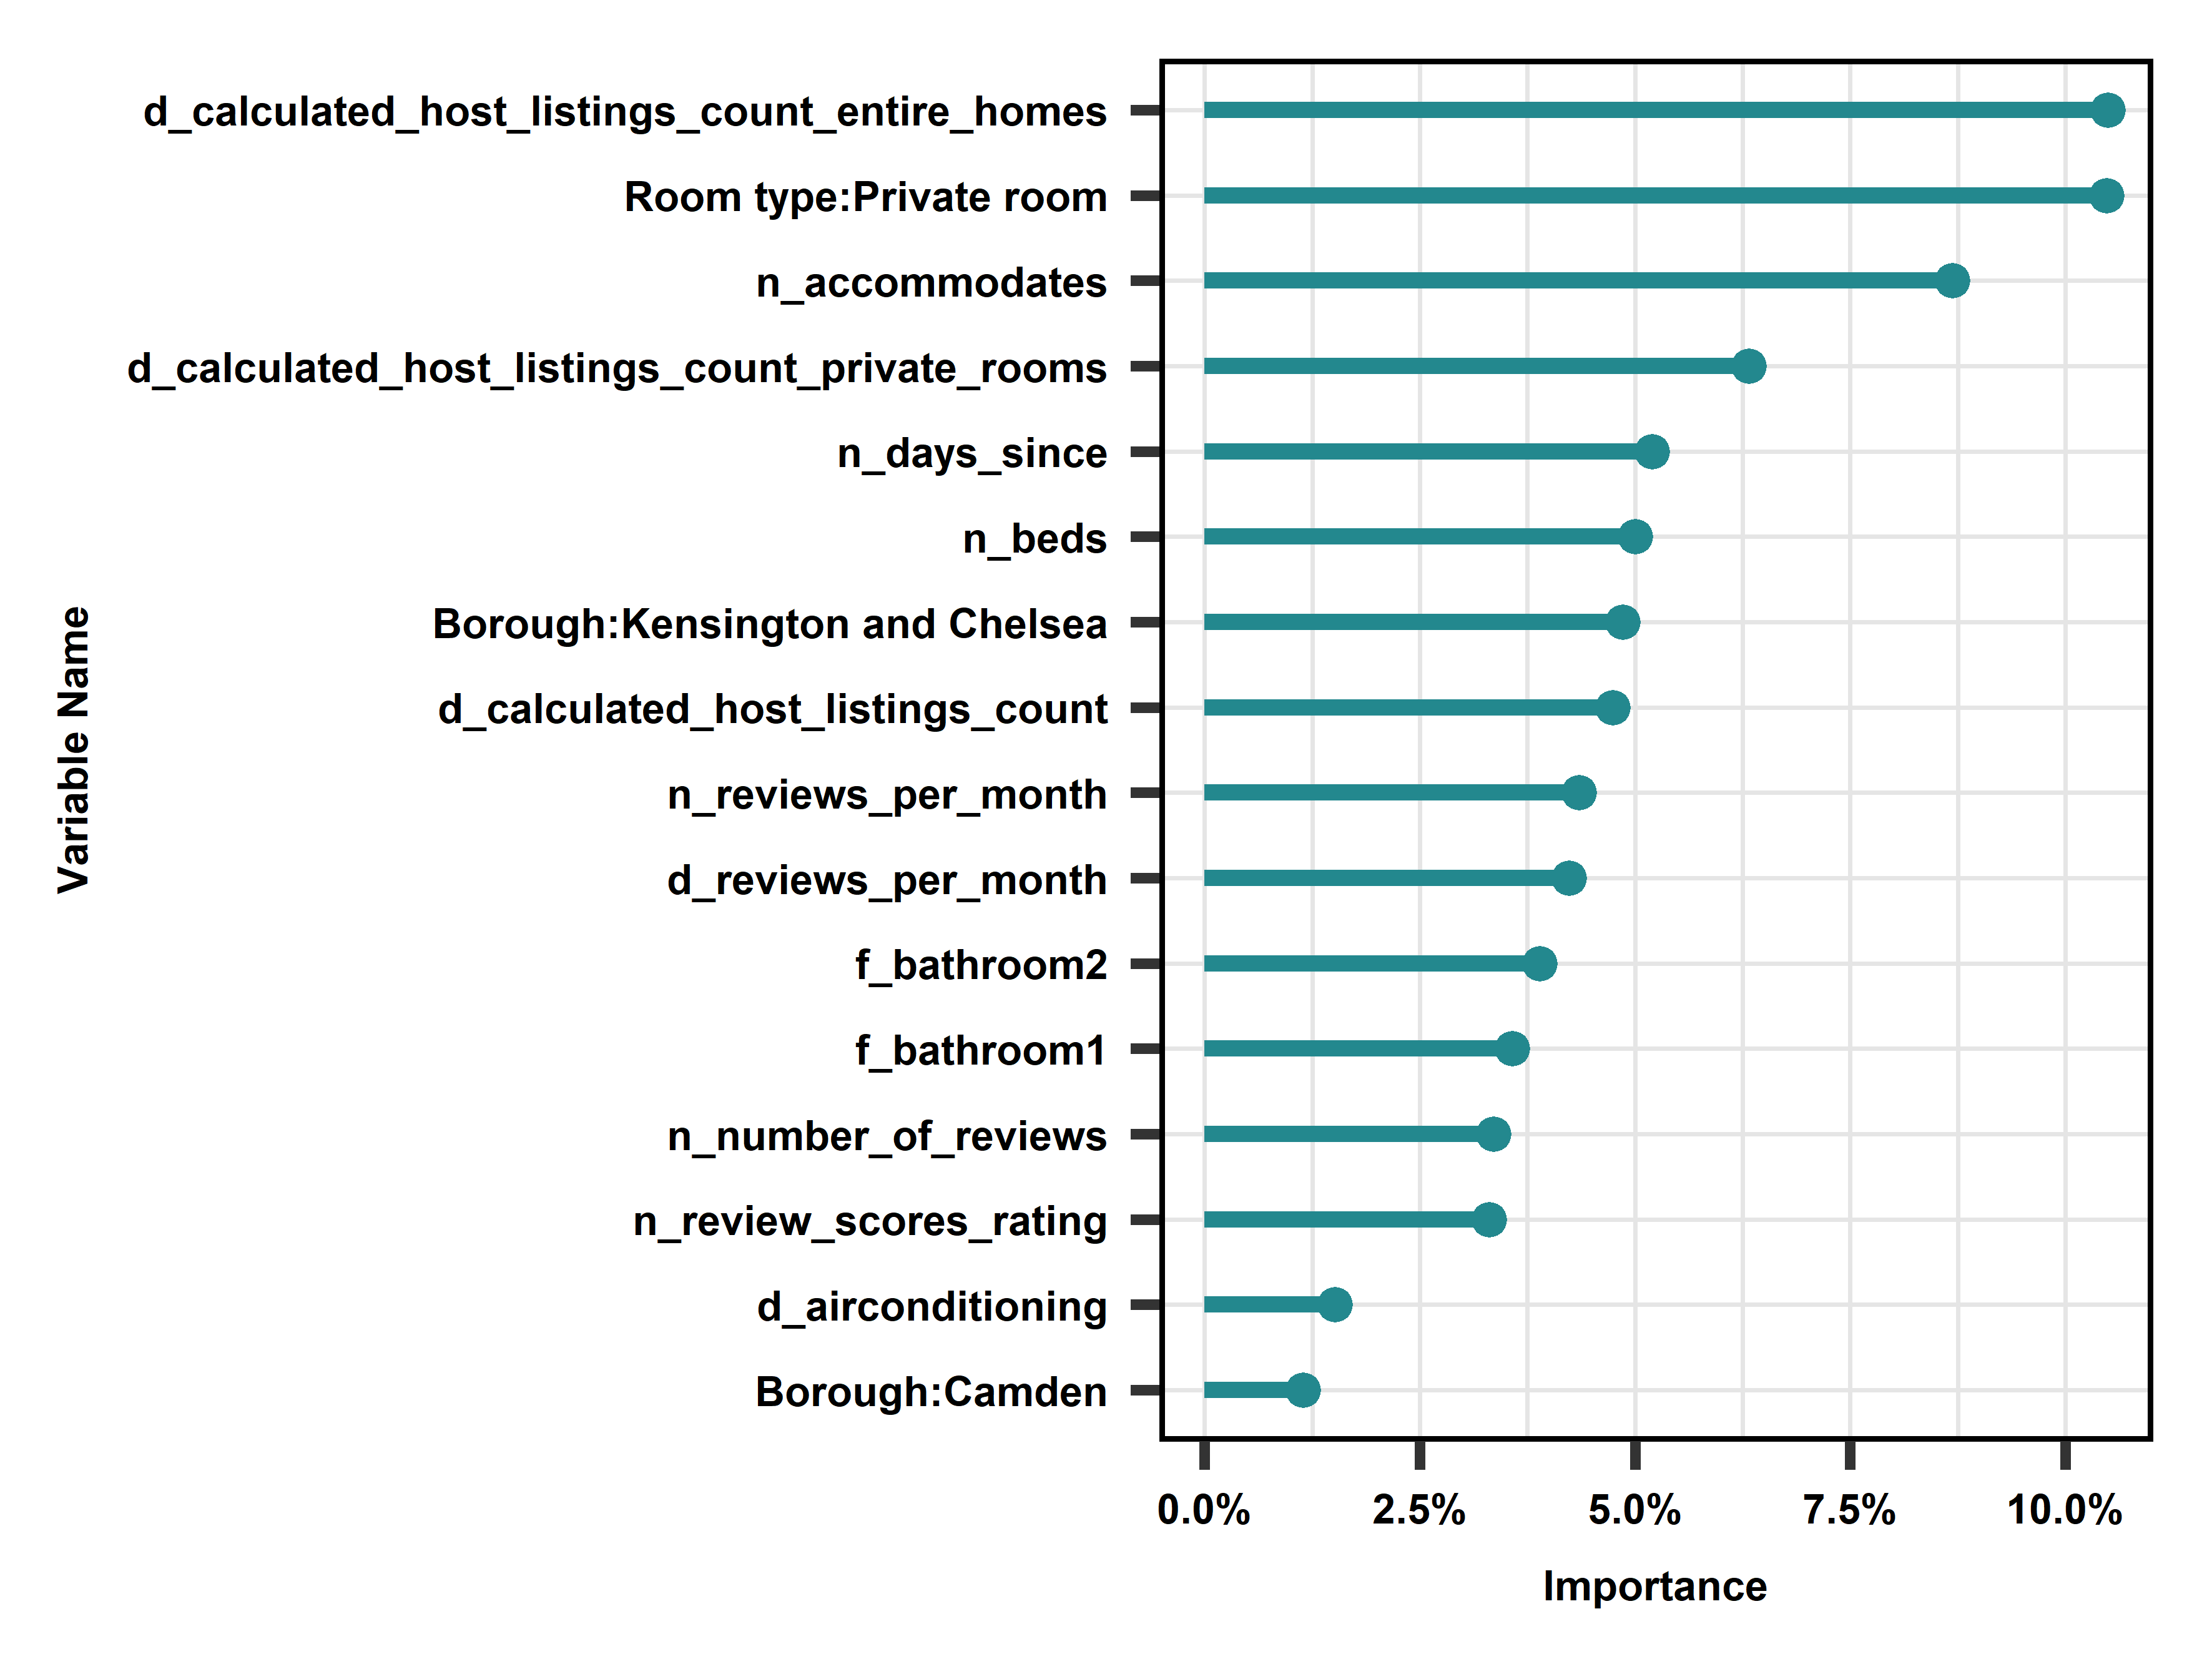 d_calculated_host_listings_count_entire_homes
Room type:Private room
n_accommodates
d_calculated_host_listings_count_private_rooms
n_days_since
n_beds
Borough:Kensington and Chelsea
d_calculated_host_listings_count
n_reviews_per_month
d_reviews_per_month
f_bathroom2
f_bathroom1
n_number_of_reviews
n_review_scores_rating
d_airconditioning
Borough:Camden
Variable Name
0.0% 2.5% 5.0% 7.5% 10.0%
Importance